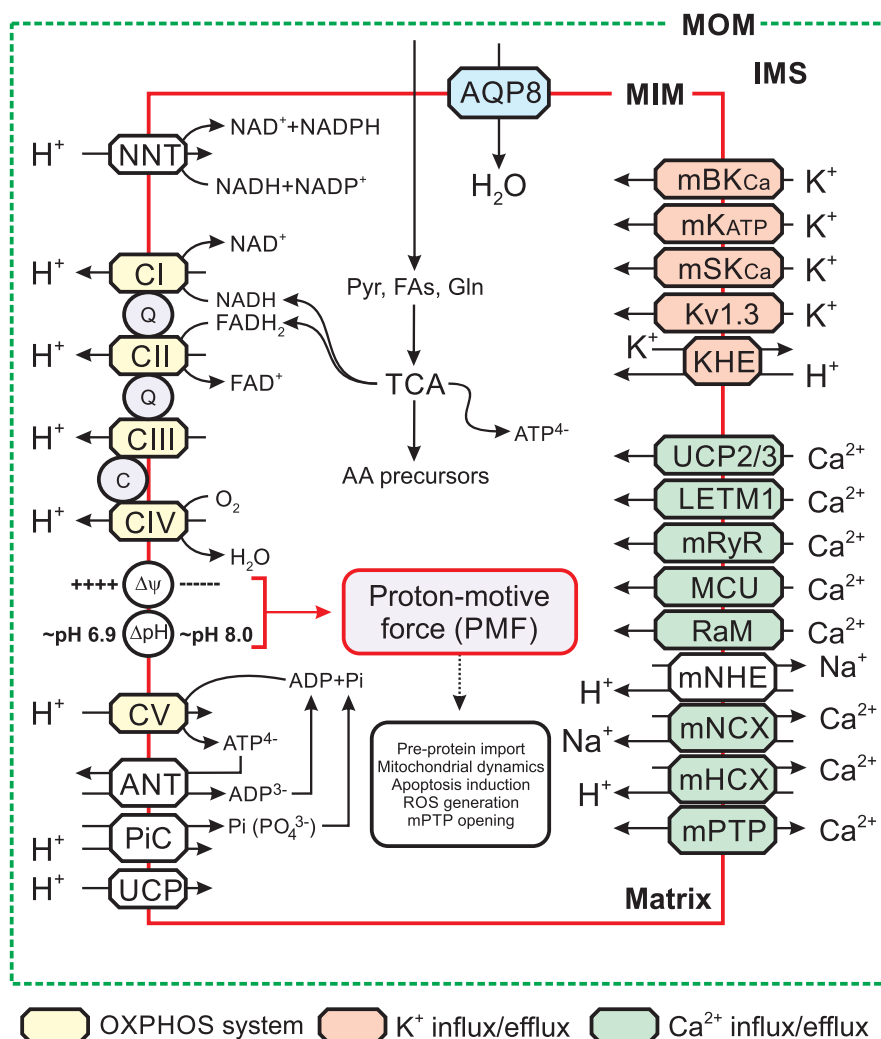 MOM
IMS
AQP8
MIM
H₂O
H⁺
NNT
NAD⁺+NADPH
NADH+NADP⁺
H⁺
CI
NAD⁺
NADH
Q
FADH₂
H⁺
CII
FAD⁺
Q
H⁺
CIII
C
H⁺
CIV
O₂
H₂O
Pyr, FAs, Gln
TCA
ATP⁴⁻
AA precursors
++++
Δψ
------
~pH 6.9
ΔpH
~pH 8.0
Proton-motive
force (PMF)
Pre-protein import
Mitochondrial dynamics
Apoptosis induction
ROS generation
mPTP opening
H⁺
CV
ADP+Pi
ATP⁴⁻
ANT
ADP³⁻
PiC
Pi (PO₄³⁻)
H⁺
H⁺
UCP
mBKCa
K⁺
mKATP
K⁺
mSKCa
K⁺
Kv1.3
K⁺
K⁺
KHE
H⁺
UCP2/3
Ca²⁺
LETM1
Ca²⁺
mRyR
Ca²⁺
MCU
Ca²⁺
RaM
Ca²⁺
mNHE
Na⁺
H⁺
mNCX
Ca²⁺
Na⁺
mHCX
Ca²⁺
H⁺
mPTP
Ca²⁺
Matrix
OXPHOS system
K⁺ influx/efflux
Ca²⁺ influx/efflux